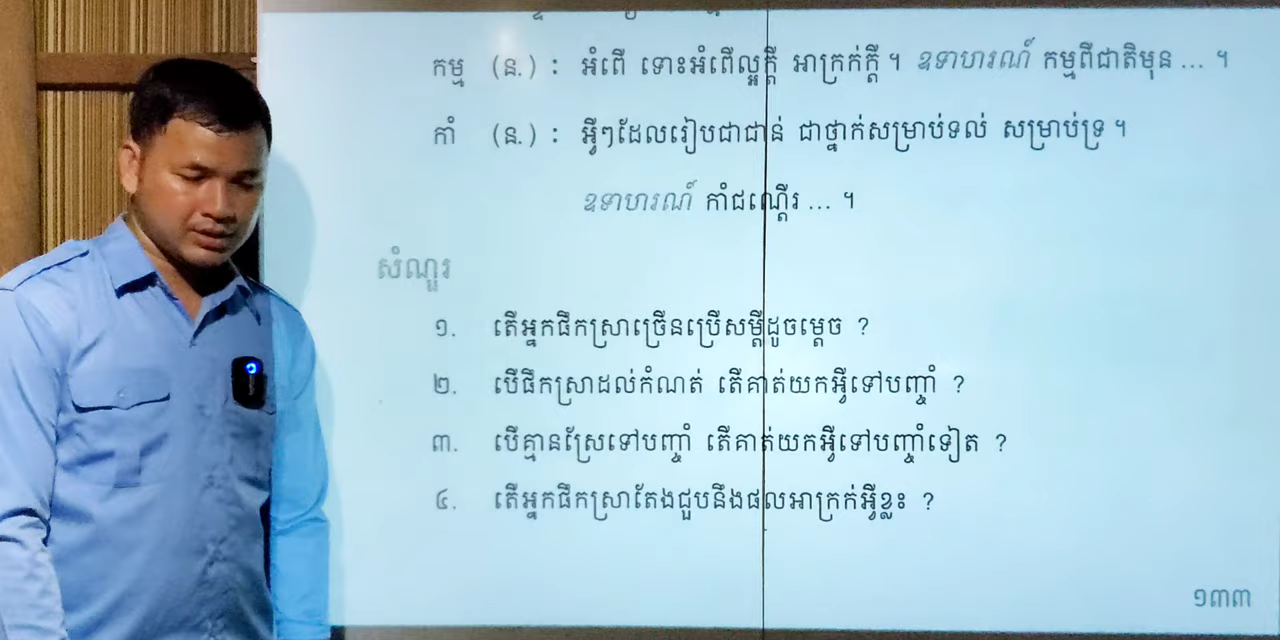 កម្ម (ន.) : អំពើ ទោះអំពើល្អក្ដី អាក្រក់ក្ដី ។ ឧទាហរណ៍ កម្មពីជាតិមុន ... ។
កាំ (ន.) : អ្វីៗដែលរៀបជាជាន់ ជាថ្នាក់សម្រាប់ទល់ សម្រាប់ទ្រ ។
ឧទាហរណ៍ កាំជណ្ដើរ ... ។
សំណួរ
១. តើអ្នកផឹកស្រាច្រើនប្រើសម្ដីដូចម្ដេច ?
២. បើផឹកស្រាដល់កំណត់ តើគាត់យកអ្វីទៅបញ្ចាំ ?
៣. បើគ្មានស្រែទៅបញ្ចាំ តើគាត់យកអ្វីទៅបញ្ចាំទៀត ?
៤. តើអ្នកផឹកស្រាតែងជួបនឹងផលអាក្រក់អ្វីខ្លះ ?
១៣៣